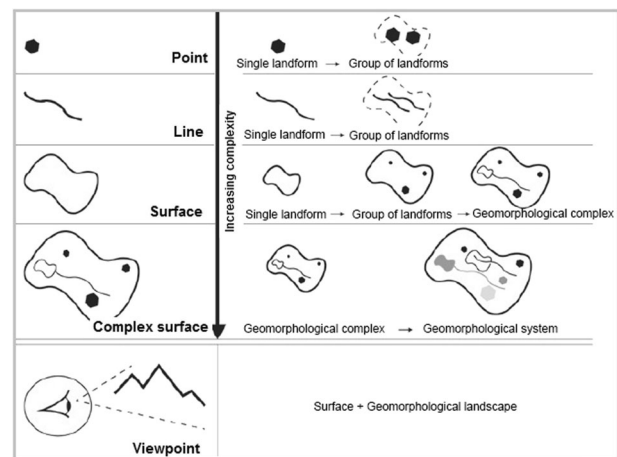 Point
Single landform → Group of landforms
Line
Single landform → Group of landforms
Increasing complexity
Surface
Single landform → Group of landforms → Geomorphological complex
Complex surface
Geomorphological complex → Geomorphological system
Surface + Geomorphological landscape
Viewpoint